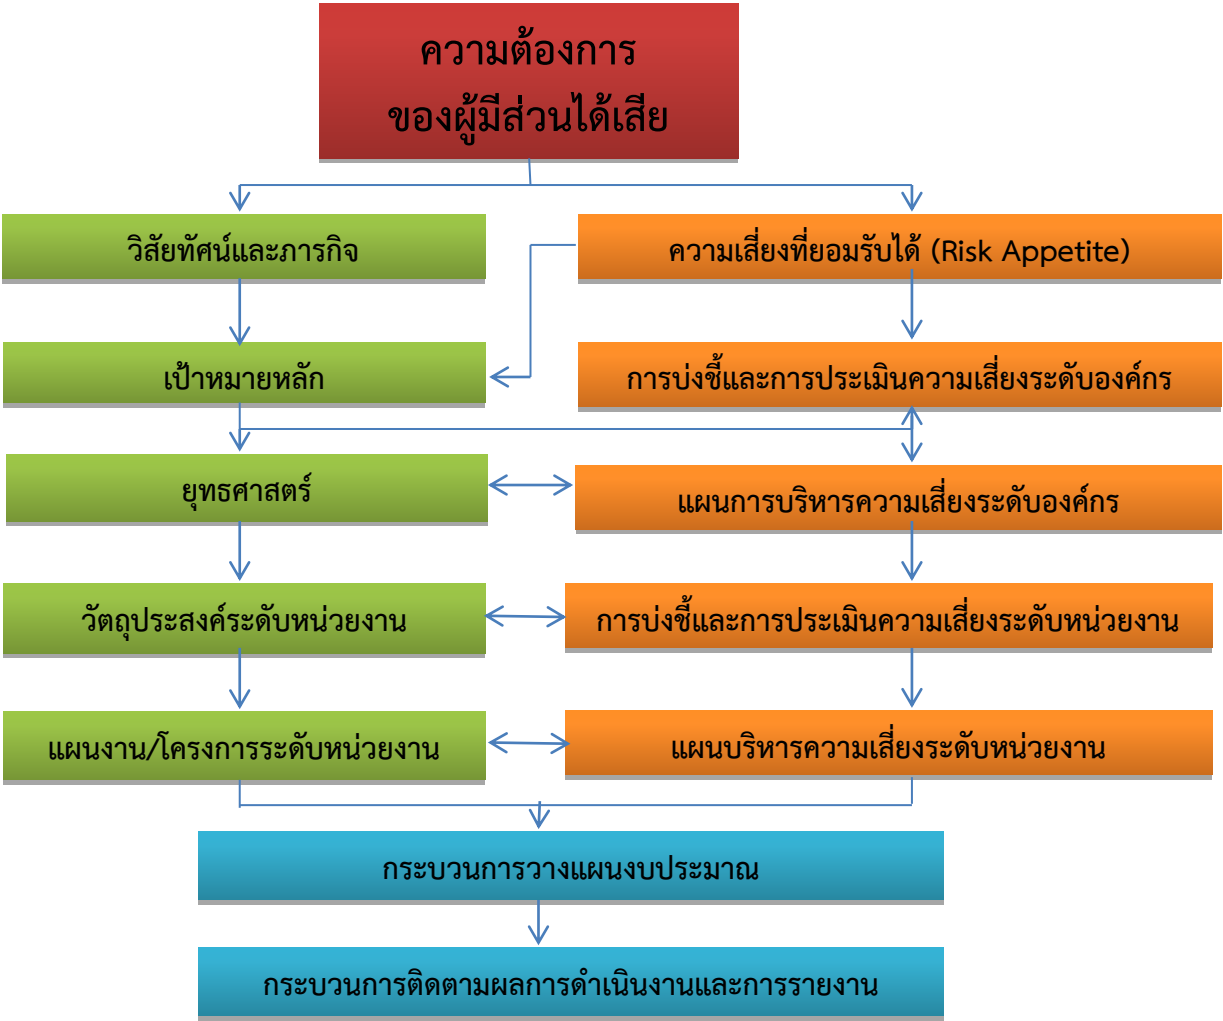 ความต้องการ
ของผู้มีส่วนได้เสีย
วิสัยทัศน์และภารกิจ
ความเสี่ยงที่ยอมรับได้ (Risk Appetite)
เป้าหมายหลัก
การบ่งชี้และการประเมินความเสี่ยงระดับองค์กร
ยุทธศาสตร์
แผนการบริหารความเสี่ยงระดับองค์กร
วัตถุประสงค์ระดับหน่วยงาน
การบ่งชี้และการประเมินความเสี่ยงระดับหน่วยงาน
แผนงาน/โครงการระดับหน่วยงาน
แผนบริหารความเสี่ยงระดับหน่วยงาน
กระบวนการวางแผนงบประมาณ
กระบวนการติดตามผลการดำเนินงานและการรายงาน